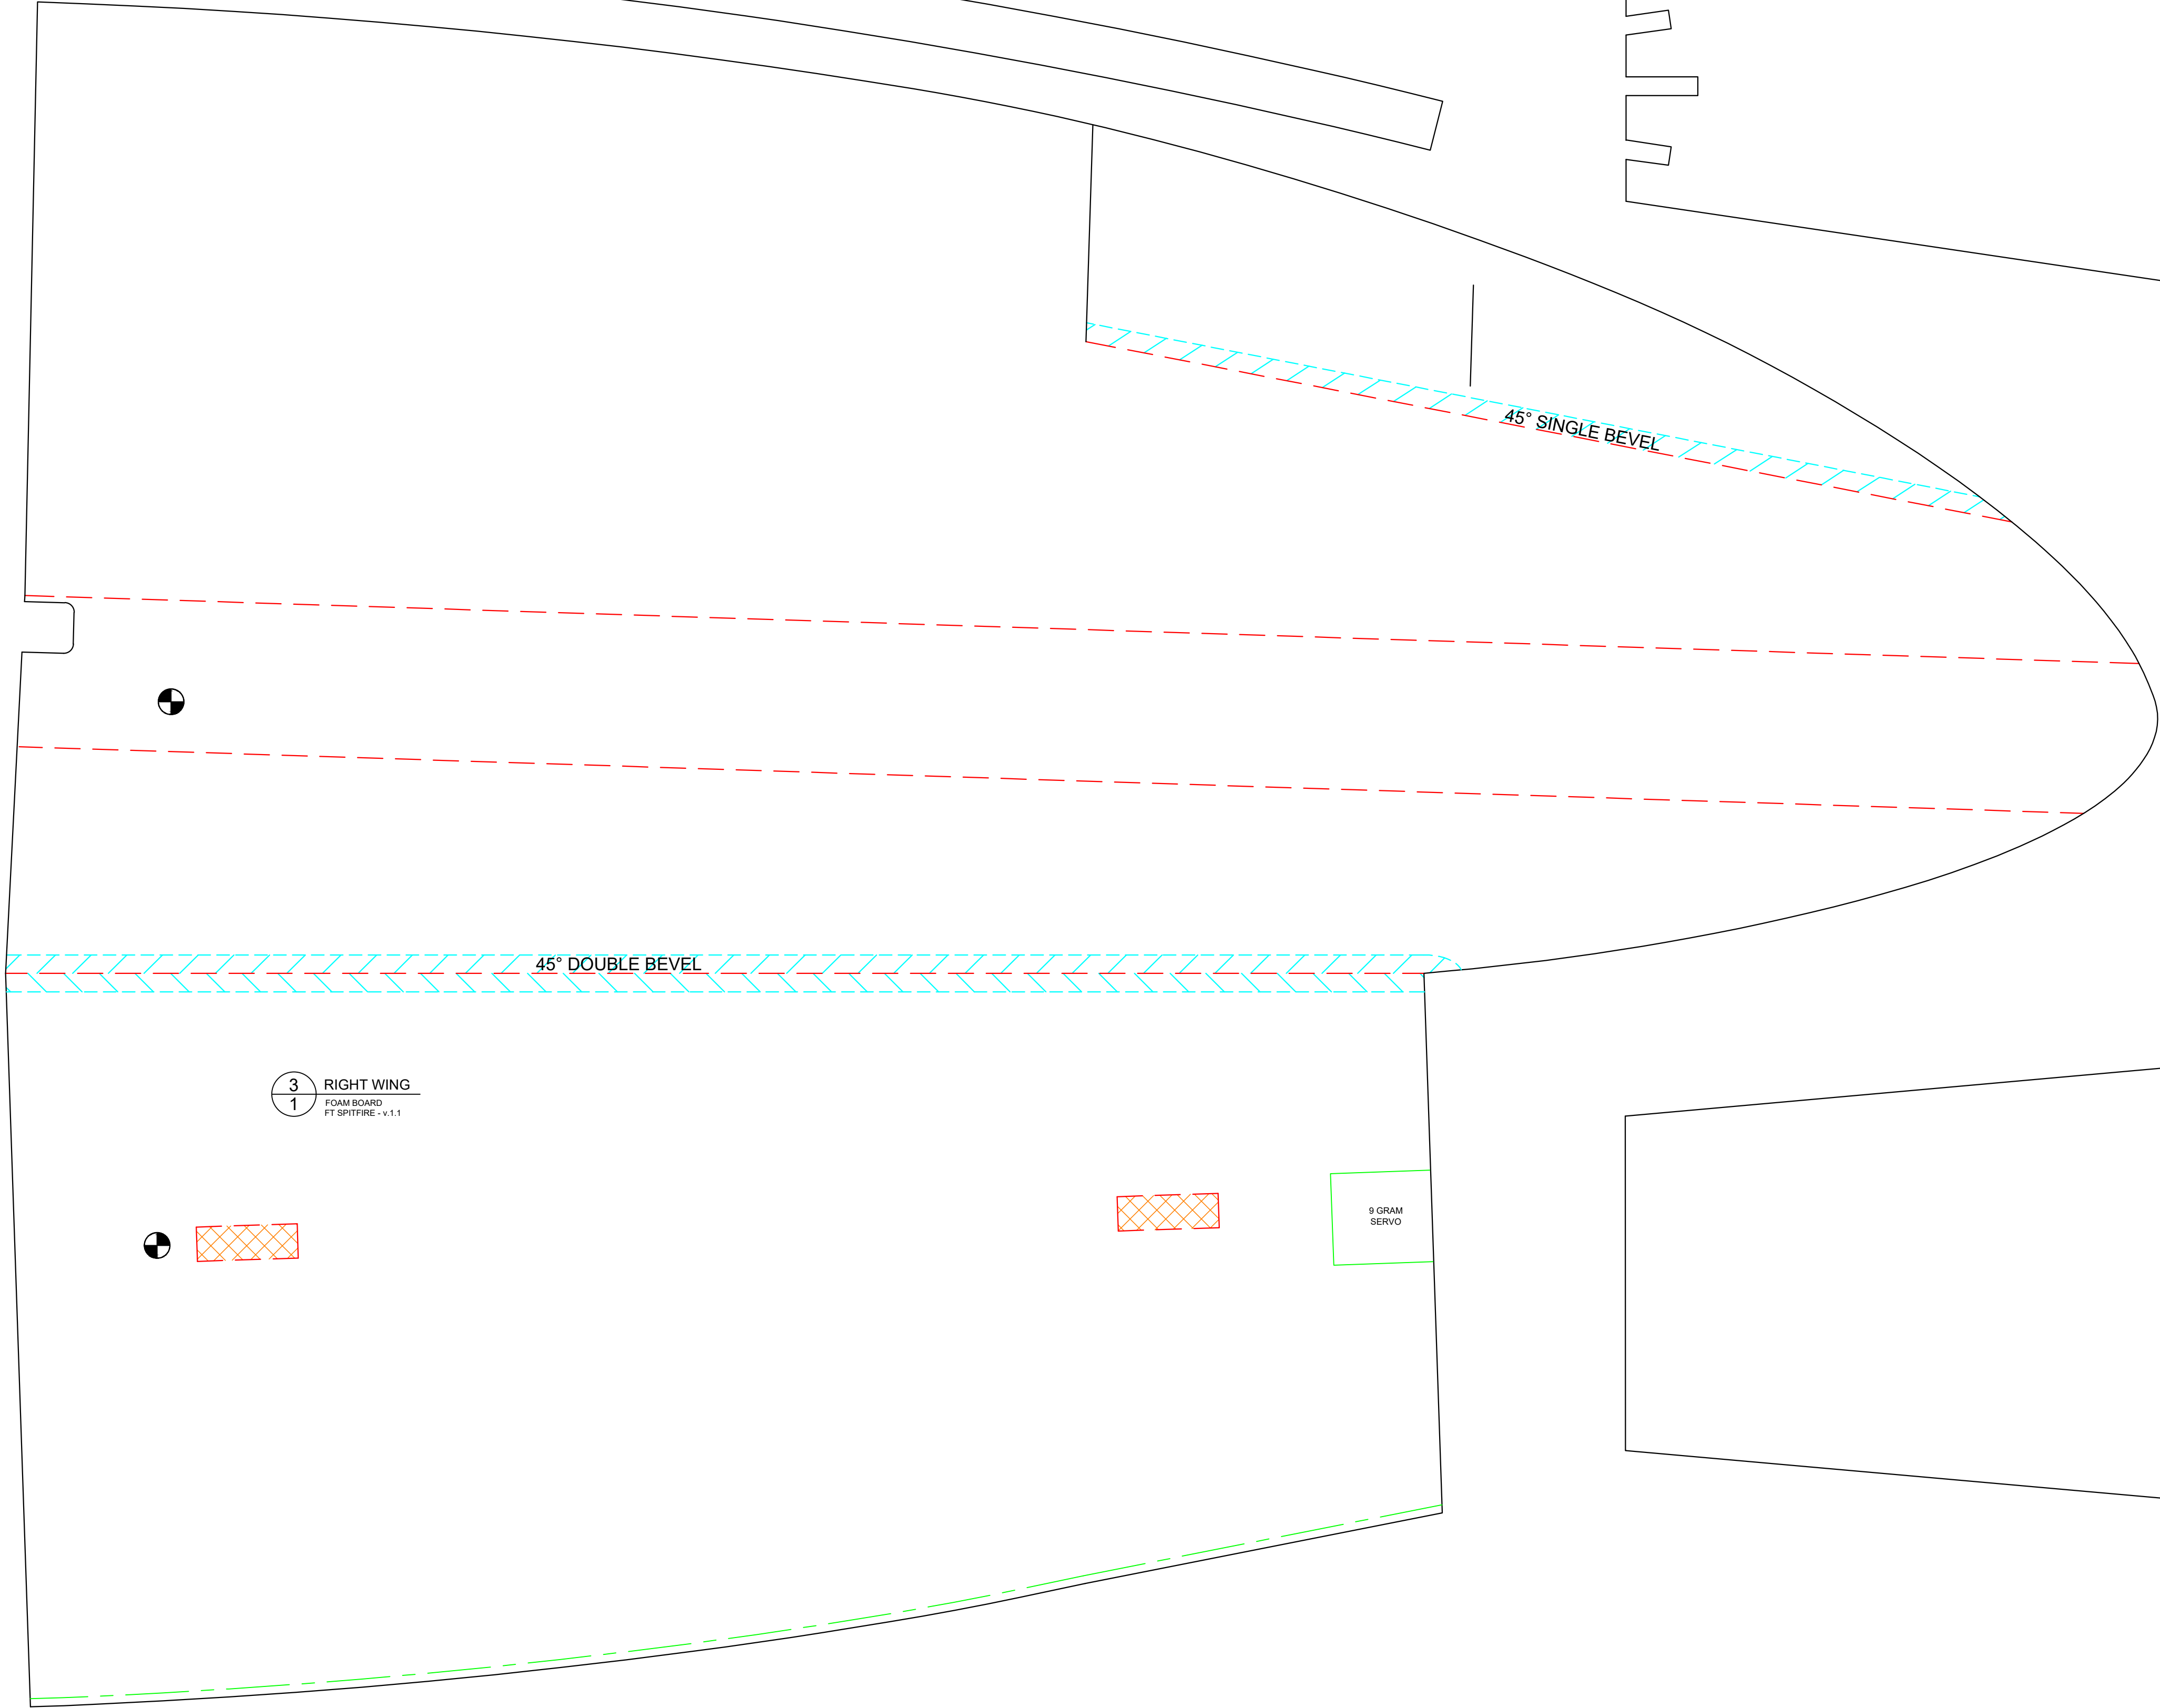 45° SINGLE BEVEL
45° DOUBLE BEVEL
3
1
RIGHT WING
FOAM BOARD
FT SPITFIRE - v.1.1
9 GRAM
SERVO